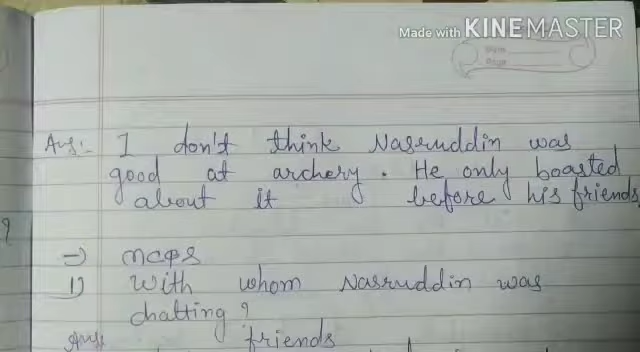 Made with KINEMASTER
Ans:- I don't think Nasruddin was
good at archery. He only boasted
about it before his friends
=) MCQS
1) With whom Nasruddin was
chatting?
Ans friends